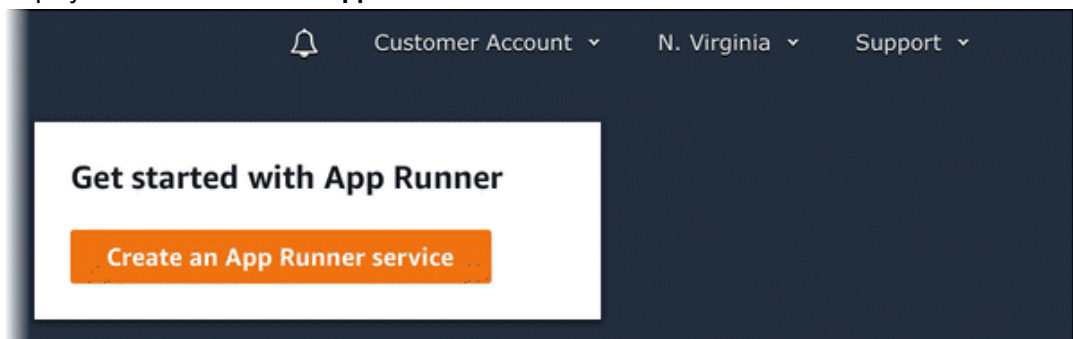 Customer Account N. Virginia Support
Get started with App Runner
Create an App Runner service